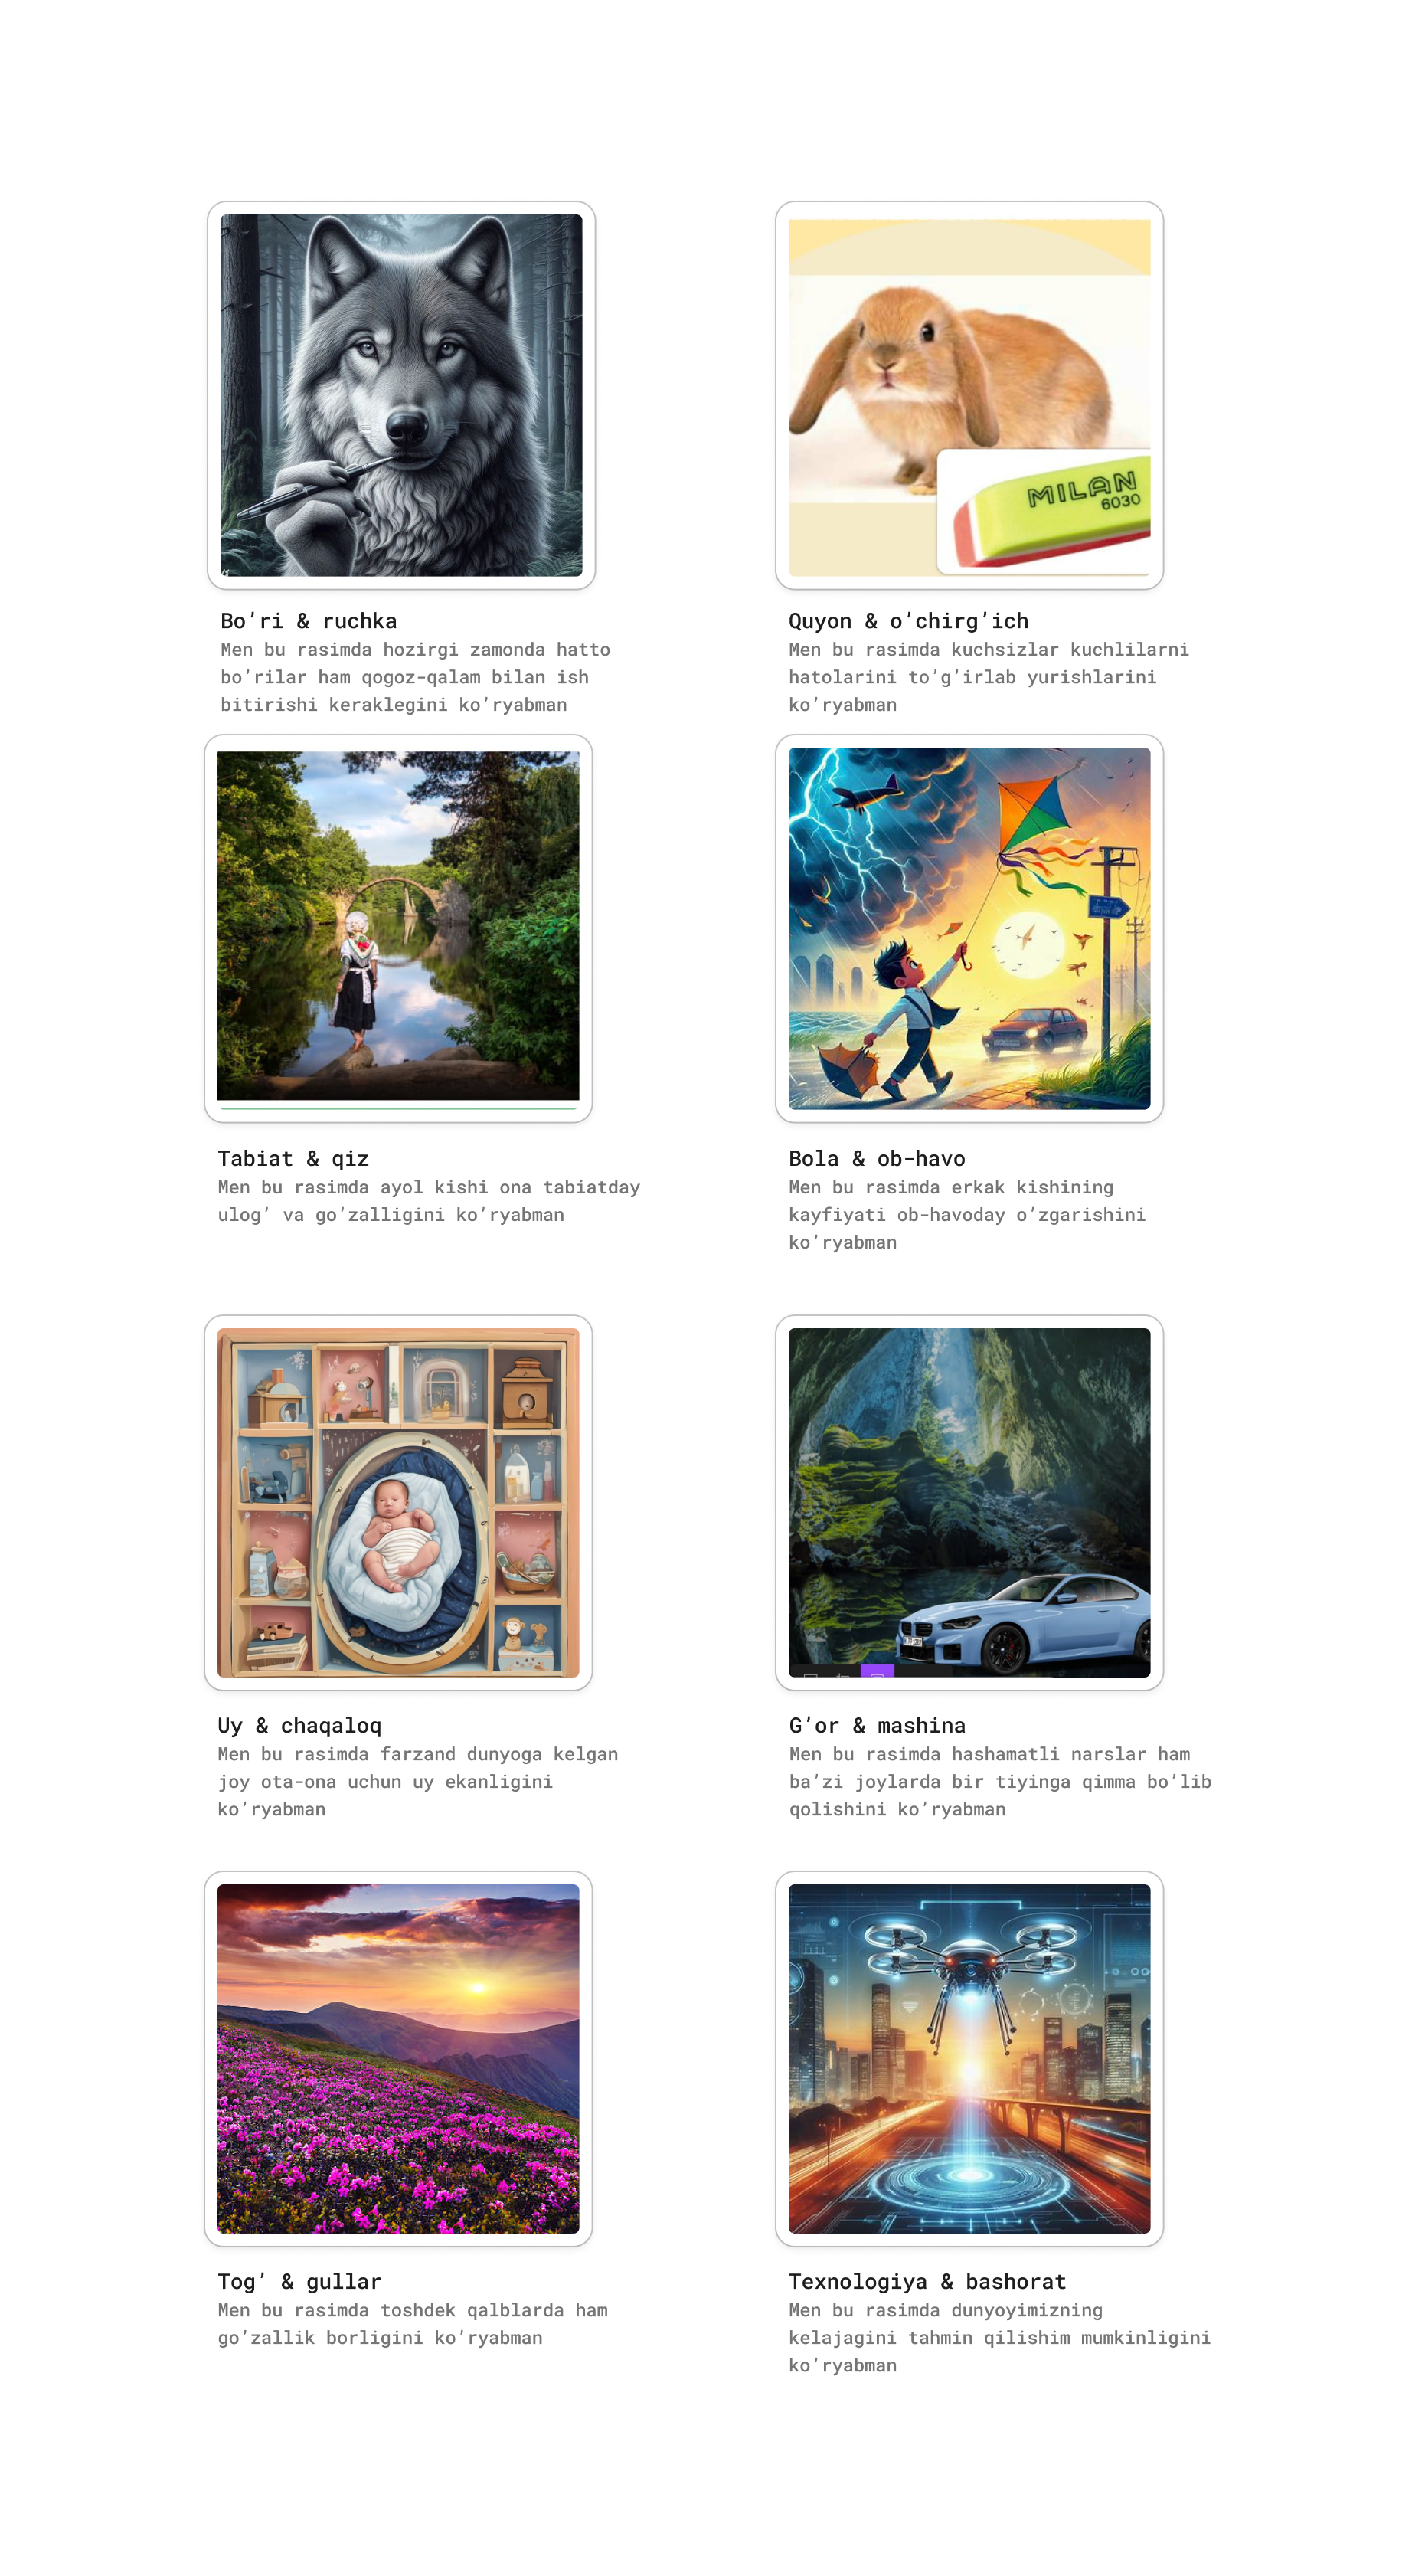 MILAN
6030
Bo’ri & ruchka
Men bu rasimda hozirgi zamonda hatto
bo’rilar ham qogoz-qalam bilan ish
bitirishi keraklegini ko’ryabman
Quyon & o’chirg’ich
Men bu rasimda kuchsizlar kuchlilarni
hatolarini to’g’irlab yurishlarini
ko’ryabman
Tabiat & qiz
Men bu rasimda ayol kishi ona tabiatday
ulog’ va go’zalligini ko’ryabman
Bola & ob-havo
Men bu rasimda erkak kishining
kayfiyati ob-havoday o’zgarishini
ko’ryabman
Uy & chaqaloq
Men bu rasimda farzand dunyoga kelgan
joy ota-ona uchun uy ekanligini
ko’ryabman
G’or & mashina
Men bu rasimda hashamatli narslar ham
ba’zi joylarda bir tiyinga qimma bo’lib
qolishini ko’ryabman
Tog’ & gullar
Men bu rasimda toshdek qalblarda ham
go’zallik borligini ko’ryabman
Texnologiya & bashorat
Men bu rasimda dunyoyimizning
kelajagini tahmin qilishim mumkinligini
ko’ryabman